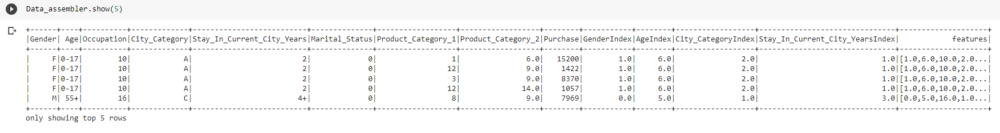 Data_assembler.show(5)
+------+----+----------+-------------+--------------------------+--------------+------------------+------------------+--------+-----------+--------+------------------+-------------------------------+--------------------+
|Gender| Age|Occupation|City_Category|Stay_In_Current_City_Years|Marital_Status|Product_Category_1|Product_Category_2|Purchase|GenderIndex|AgeIndex|City_CategoryIndex|Stay_In_Current_City_YearsIndex|            features|
+------+----+----------+-------------+--------------------------+--------------+------------------+------------------+--------+-----------+--------+------------------+-------------------------------+--------------------+
|     F|0-17|        10|            A|                         2|             0|                 1|               6.0|   15200|        1.0|     6.0|               2.0|                            1.0|[1.0,6.0,10.0,2.0...|
|     F|0-17|        10|            A|                         2|             0|                12|               9.0|    1422|        1.0|     6.0|               2.0|                            1.0|[1.0,6.0,10.0,2.0...|
|     F|0-17|        10|            A|                         2|             0|                 3|               9.0|    8370|        1.0|     6.0|               2.0|                            1.0|[1.0,6.0,10.0,2.0...|
|     F|0-17|        10|            A|                         2|             0|                12|              14.0|    1057|        1.0|     6.0|               2.0|                            1.0|[1.0,6.0,10.0,2.0...|
|     M| 55+|        16|            C|                        4+|             0|                 8|               9.0|    7969|        0.0|     5.0|               1.0|                            3.0|[0.0,5.0,16.0,1.0...|
+------+----+----------+-------------+--------------------------+--------------+------------------+------------------+--------+-----------+--------+------------------+-------------------------------+--------------------+
only showing top 5 rows